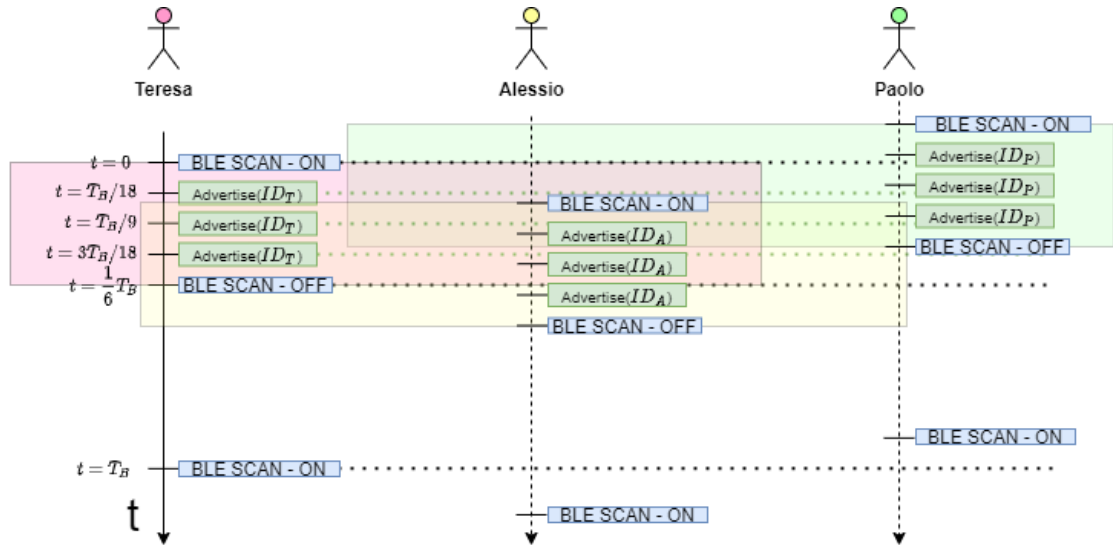 Teresa Alessio Paolo
BLE SCAN - ON
t = 0 BLE SCAN - ON Advertise(ID_P)
t = T_B/18 Advertise(ID_T) BLE SCAN - ON Advertise(ID_P)
t = T_B/9 Advertise(ID_T) Advertise(ID_A) Advertise(ID_P)
t = 3T_B/18 Advertise(ID_T) Advertise(ID_A) BLE SCAN - OFF
t = 1/6 T_B BLE SCAN - OFF Advertise(ID_A)
BLE SCAN - OFF
BLE SCAN - ON
t = T_B BLE SCAN - ON
t BLE SCAN - ON